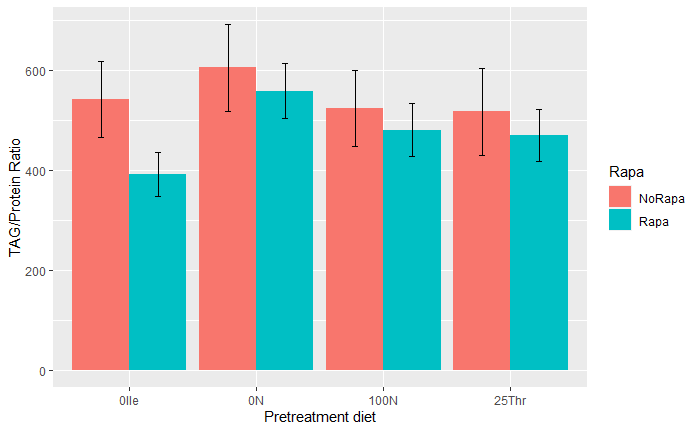 TAG/Protein Ratio
600
400
200
0
0Ile
0N
100N
25Thr
Pretreatment diet
Rapa
NoRapa
Rapa